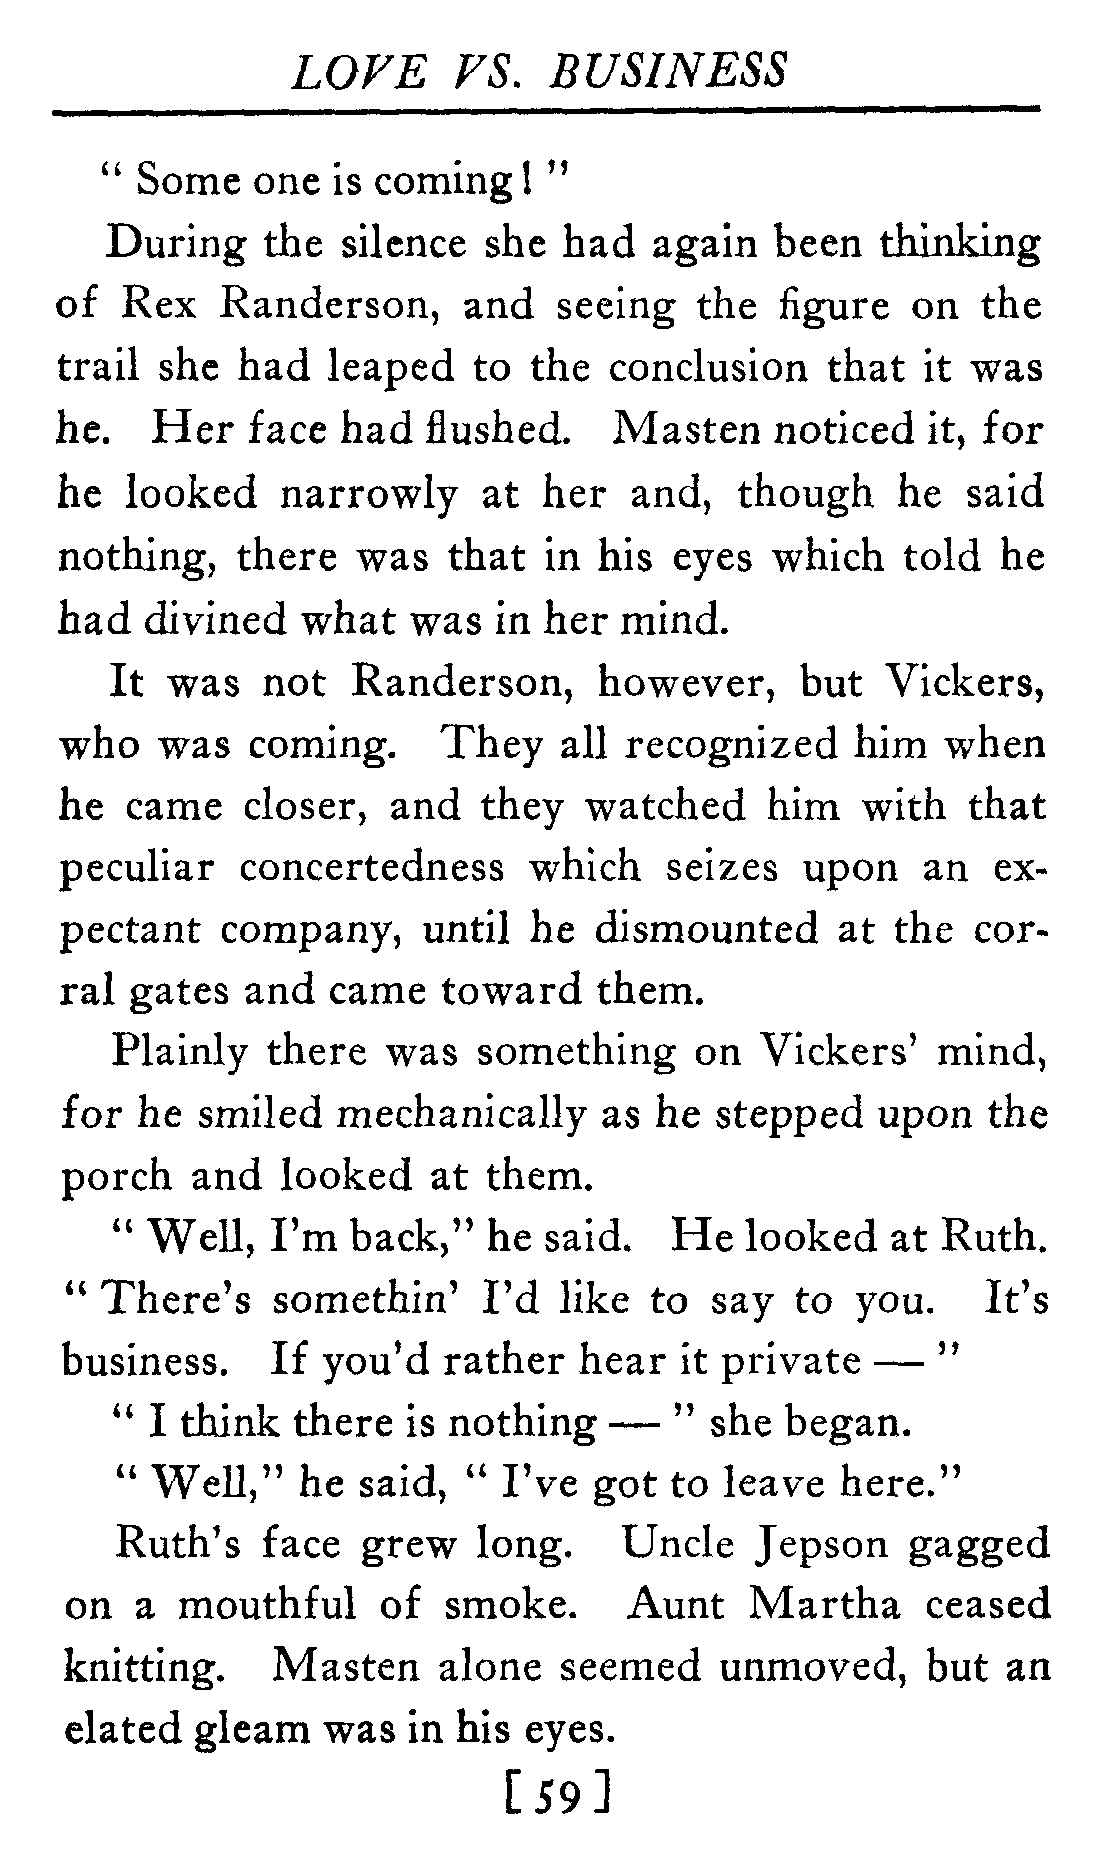 LOVE VS. BUSINESS
" Some one is coming! "
During the silence she had again been thinking
of Rex Randerson, and seeing the figure on the
trail she had leaped to the conclusion that it was
he. Her face had flushed. Masten noticed it, for
he looked narrowly at her and, though he said
nothing, there was that in his eyes which told he
had divined what was in her mind.
It was not Randerson, however, but Vickers,
who was coming. They all recognized him when
he came closer, and they watched him with that
peculiar concertedness which seizes upon an ex-
pectant company, until he dismounted at the cor-
ral gates and came toward them.
Plainly there was something on Vickers' mind,
for he smiled mechanically as he stepped upon the
porch and looked at them.
" Well, I'm back," he said. He looked at Ruth.
" There's somethin' I'd like to say to you. It's
business. If you'd rather hear it private — "
" I think there is nothing — " she began.
" Well," he said, " I've got to leave here."
Ruth's face grew long. Uncle Jepson gagged
on a mouthful of smoke. Aunt Martha ceased
knitting. Masten alone seemed unmoved, but an
elated gleam was in his eyes.
[ 59 ]